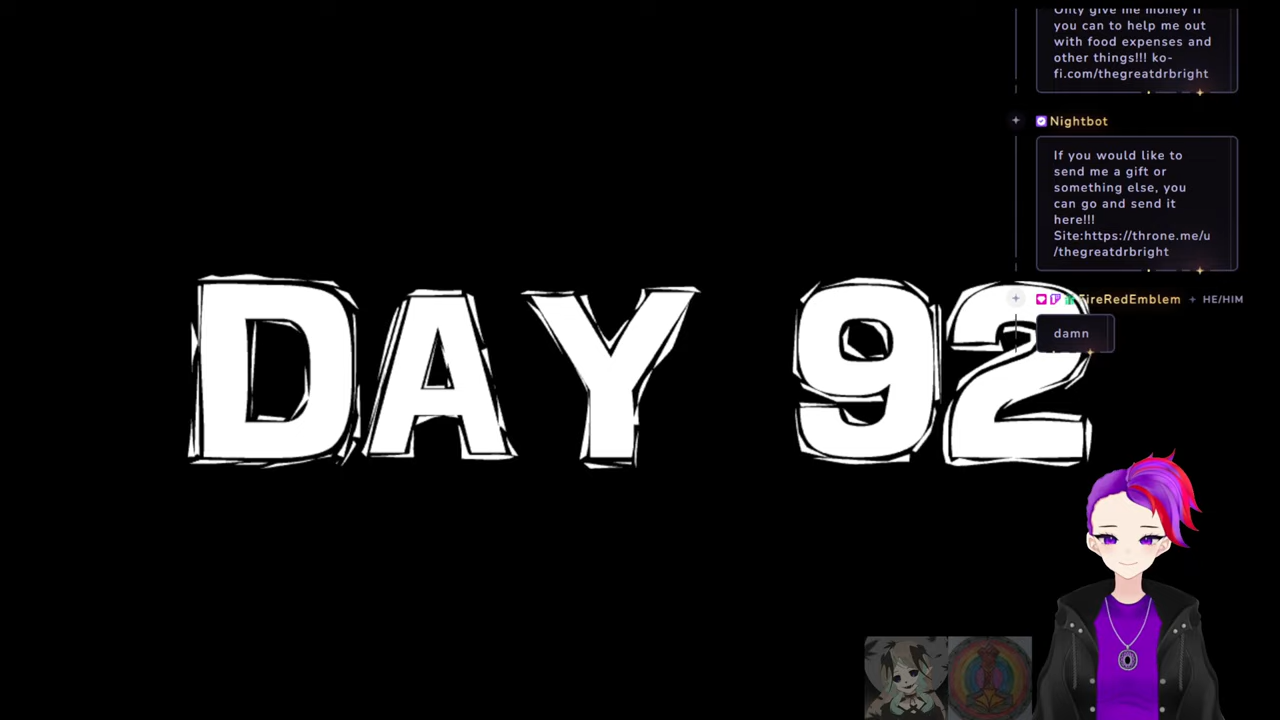 Only give me money if
you can to help me out
with food expenses and
other things!!! ko-
fi.com/thegreatdrbright
Nightbot
If you would like to
send me a gift or
something else, you
can go and send it
here!!!
Site:https://throne.me/u
/thegreatdrbright
FireRedEmblem HE/HIM
damn
DAY 92